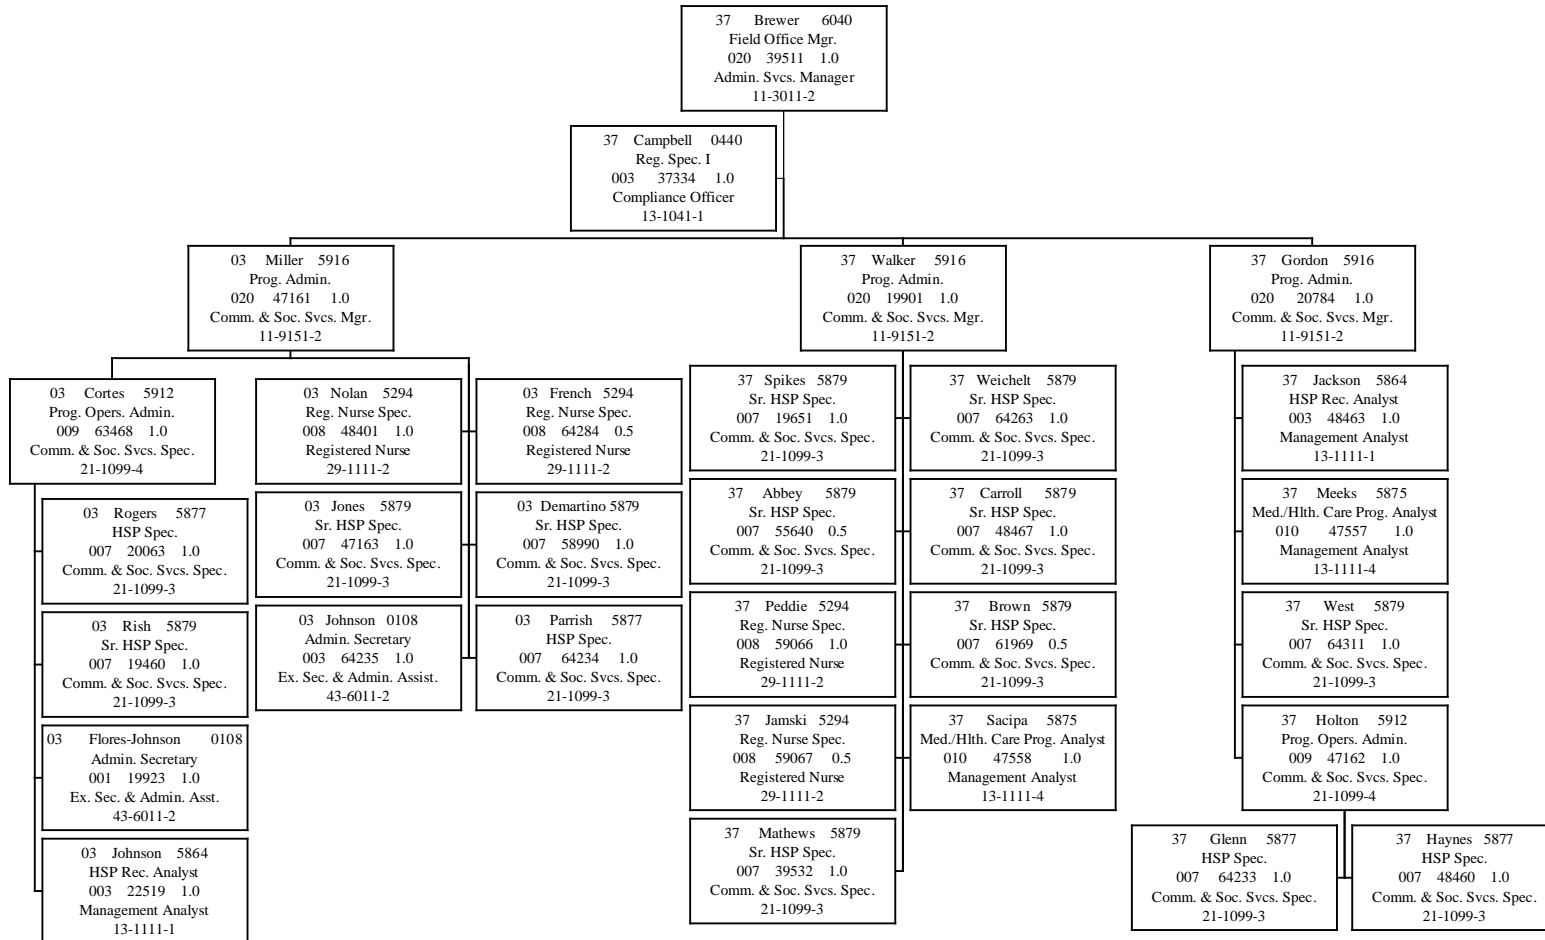 37 Brewer 6040
Field Office Mgr.
020 39511 1.0
Admin. Svcs. Manager
11-3011-2
37 Campbell 0440
Reg. Spec. I
003 37334 1.0
Compliance Officer
13-1041-1
03 Miller 5916
Prog. Admin.
020 47161 1.0
Comm. & Soc. Svcs. Mgr.
11-9151-2
37 Walker 5916
Prog. Admin.
020 19901 1.0
Comm. & Soc. Svcs. Mgr.
11-9151-2
37 Gordon 5916
Prog. Admin.
020 20784 1.0
Comm. & Soc. Svcs. Mgr.
11-9151-2
03 Cortes 5912
Prog. Opers. Admin.
009 63468 1.0
Comm. & Soc. Svcs. Spec.
21-1099-4
03 Rogers 5877
HSP Spec.
007 20063 1.0
Comm. & Soc. Svcs. Spec.
21-1099-3
03 Rish 5879
Sr. HSP Spec.
007 19460 1.0
Comm. & Soc. Svcs. Spec.
21-1099-3
03 Flores-Johnson 0108
Admin. Secretary
001 19923 1.0
Ex. Sec. & Admin. Asst.
43-6011-2
03 Johnson 5864
HSP Rec. Analyst
003 22519 1.0
Management Analyst
13-1111-1
03 Nolan 5294
Reg. Nurse Spec.
008 48401 1.0
Registered Nurse
29-1111-2
03 French 5294
Reg. Nurse Spec.
008 64284 0.5
Registered Nurse
29-1111-2
03 Jones 5879
Sr. HSP Spec.
007 47163 1.0
Comm. & Soc. Svcs. Spec.
21-1099-3
03 Demartino 5879
Sr. HSP Spec.
007 58990 1.0
Comm. & Soc. Svcs. Spec.
21-1099-3
03 Johnson 0108
Admin. Secretary
003 64235 1.0
Ex. Sec. & Admin. Assist.
43-6011-2
03 Parrish 5877
HSP Spec.
007 64234 1.0
Comm. & Soc. Svcs. Spec.
21-1099-3
37 Spikes 5879
Sr. HSP Spec.
007 19651 1.0
Comm. & Soc. Svcs. Spec.
21-1099-3
37 Weichelt 5879
Sr. HSP Spec.
007 64263 1.0
Comm. & Soc. Svcs. Spec.
21-1099-3
37 Abbey 5879
Sr. HSP Spec.
007 55640 0.5
Comm. & Soc. Svcs. Spec.
21-1099-3
37 Carroll 5879
Sr. HSP Spec.
007 48467 1.0
Comm. & Soc. Svcs. Spec.
21-1099-3
37 Peddie 5294
Reg. Nurse Spec.
008 59066 1.0
Registered Nurse
29-1111-2
37 Brown 5879
Sr. HSP Spec.
007 61969 0.5
Comm. & Soc. Svcs. Spec.
21-1099-3
37 Jamski 5294
Reg. Nurse Spec.
008 59067 0.5
Registered Nurse
29-1111-2
37 Sacipa 5875
Med./Hlth. Care Prog. Analyst
010 47558 1.0
Management Analyst
13-1111-4
37 Mathews 5879
Sr. HSP Spec.
007 39532 1.0
Comm. & Soc. Svcs. Spec.
21-1099-3
37 Jackson 5864
HSP Rec. Analyst
003 48463 1.0
Management Analyst
13-1111-1
37 Meeks 5875
Med./Hlth. Care Prog. Analyst
010 47557 1.0
Management Analyst
13-1111-4
37 West 5879
Sr. HSP Spec.
007 64311 1.0
Comm. & Soc. Svcs. Spec.
21-1099-3
37 Holton 5912
Prog. Opers. Admin.
009 47162 1.0
Comm. & Soc. Svcs. Spec.
21-1099-4
37 Glenn 5877
HSP Spec.
007 64233 1.0
Comm. & Soc. Svcs. Spec.
21-1099-3
37 Haynes 5877
HSP Spec.
007 48460 1.0
Comm. & Soc. Svcs. Spec.
21-1099-3